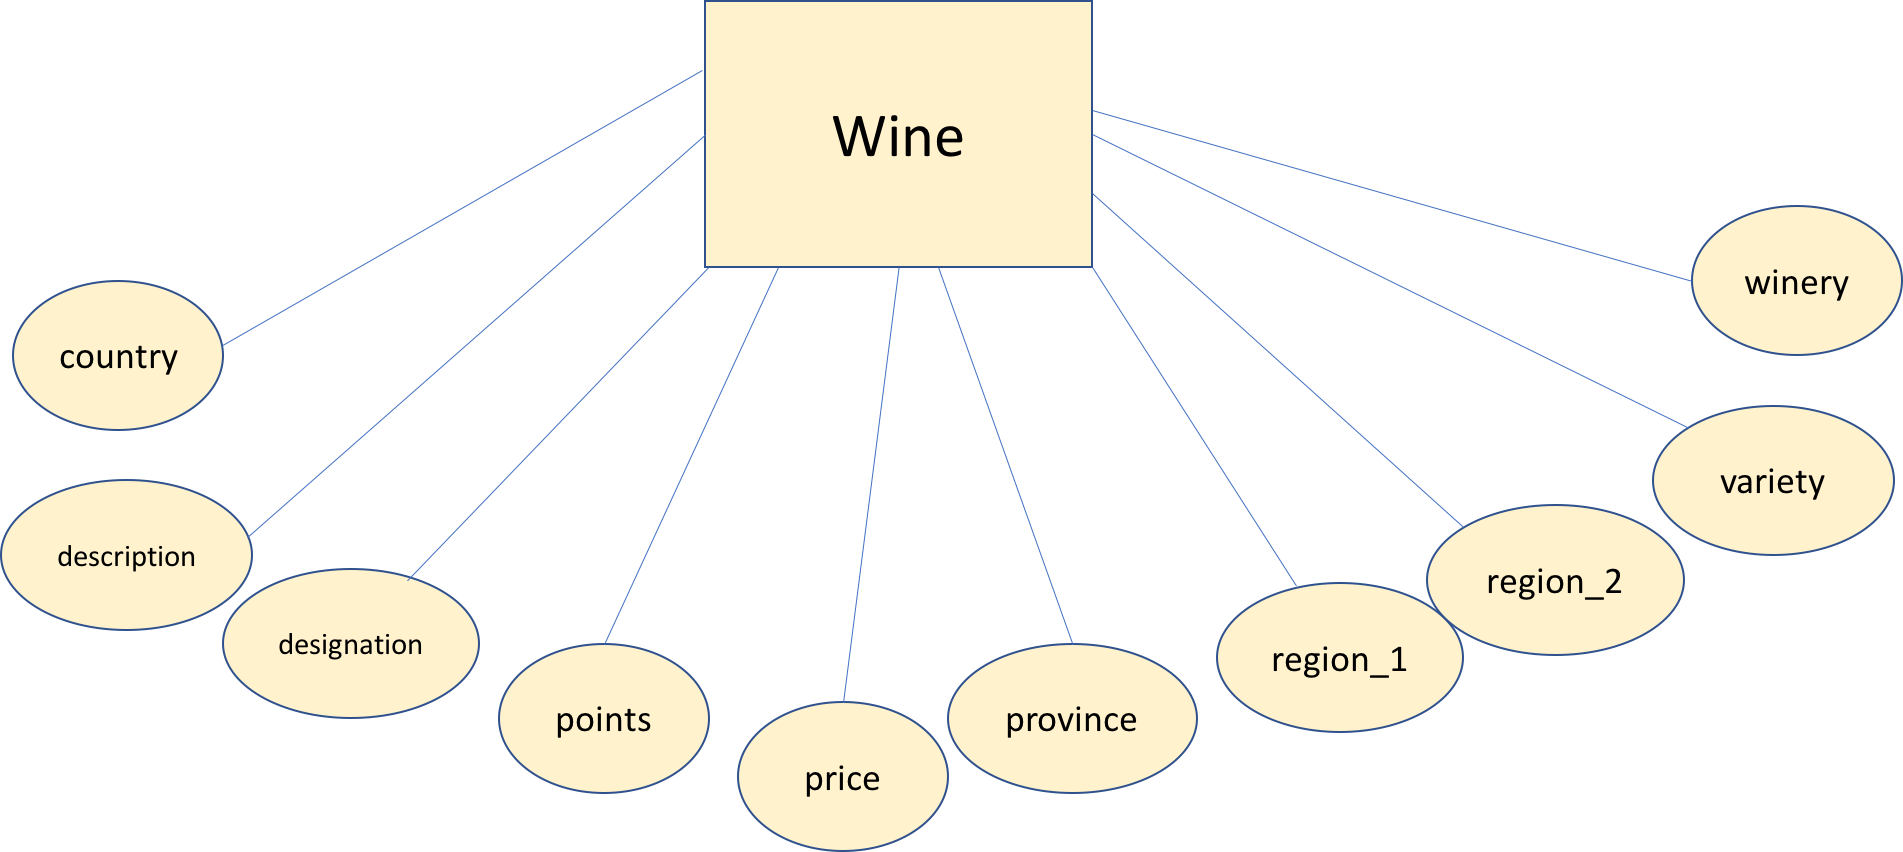 Wine
country
description
designation
points
price
province
region_1
region_2
variety
winery